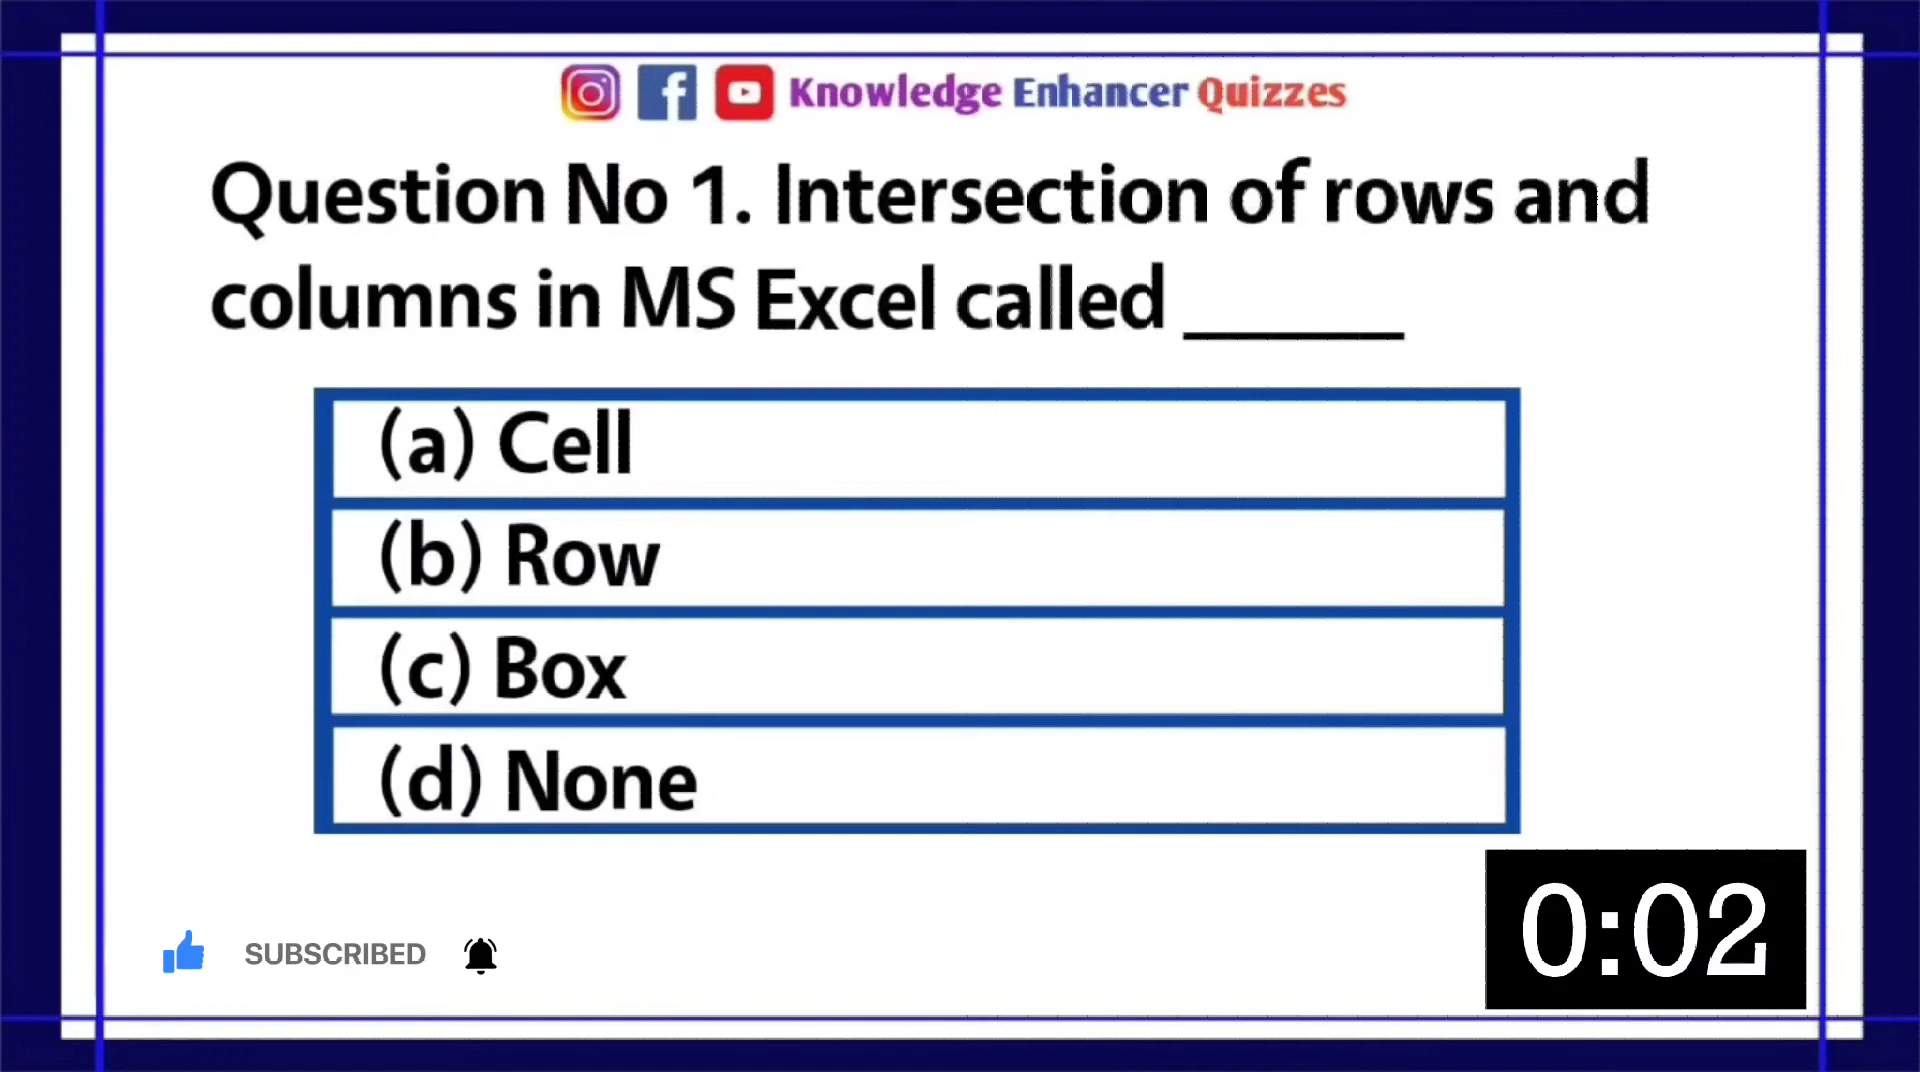 Knowledge Enhancer Quizzes
Question No 1. Intersection of rows and
columns in MS Excel called ______
(a) Cell
(b) Row
(c) Box
(d) None
SUBSCRIBED
0:02